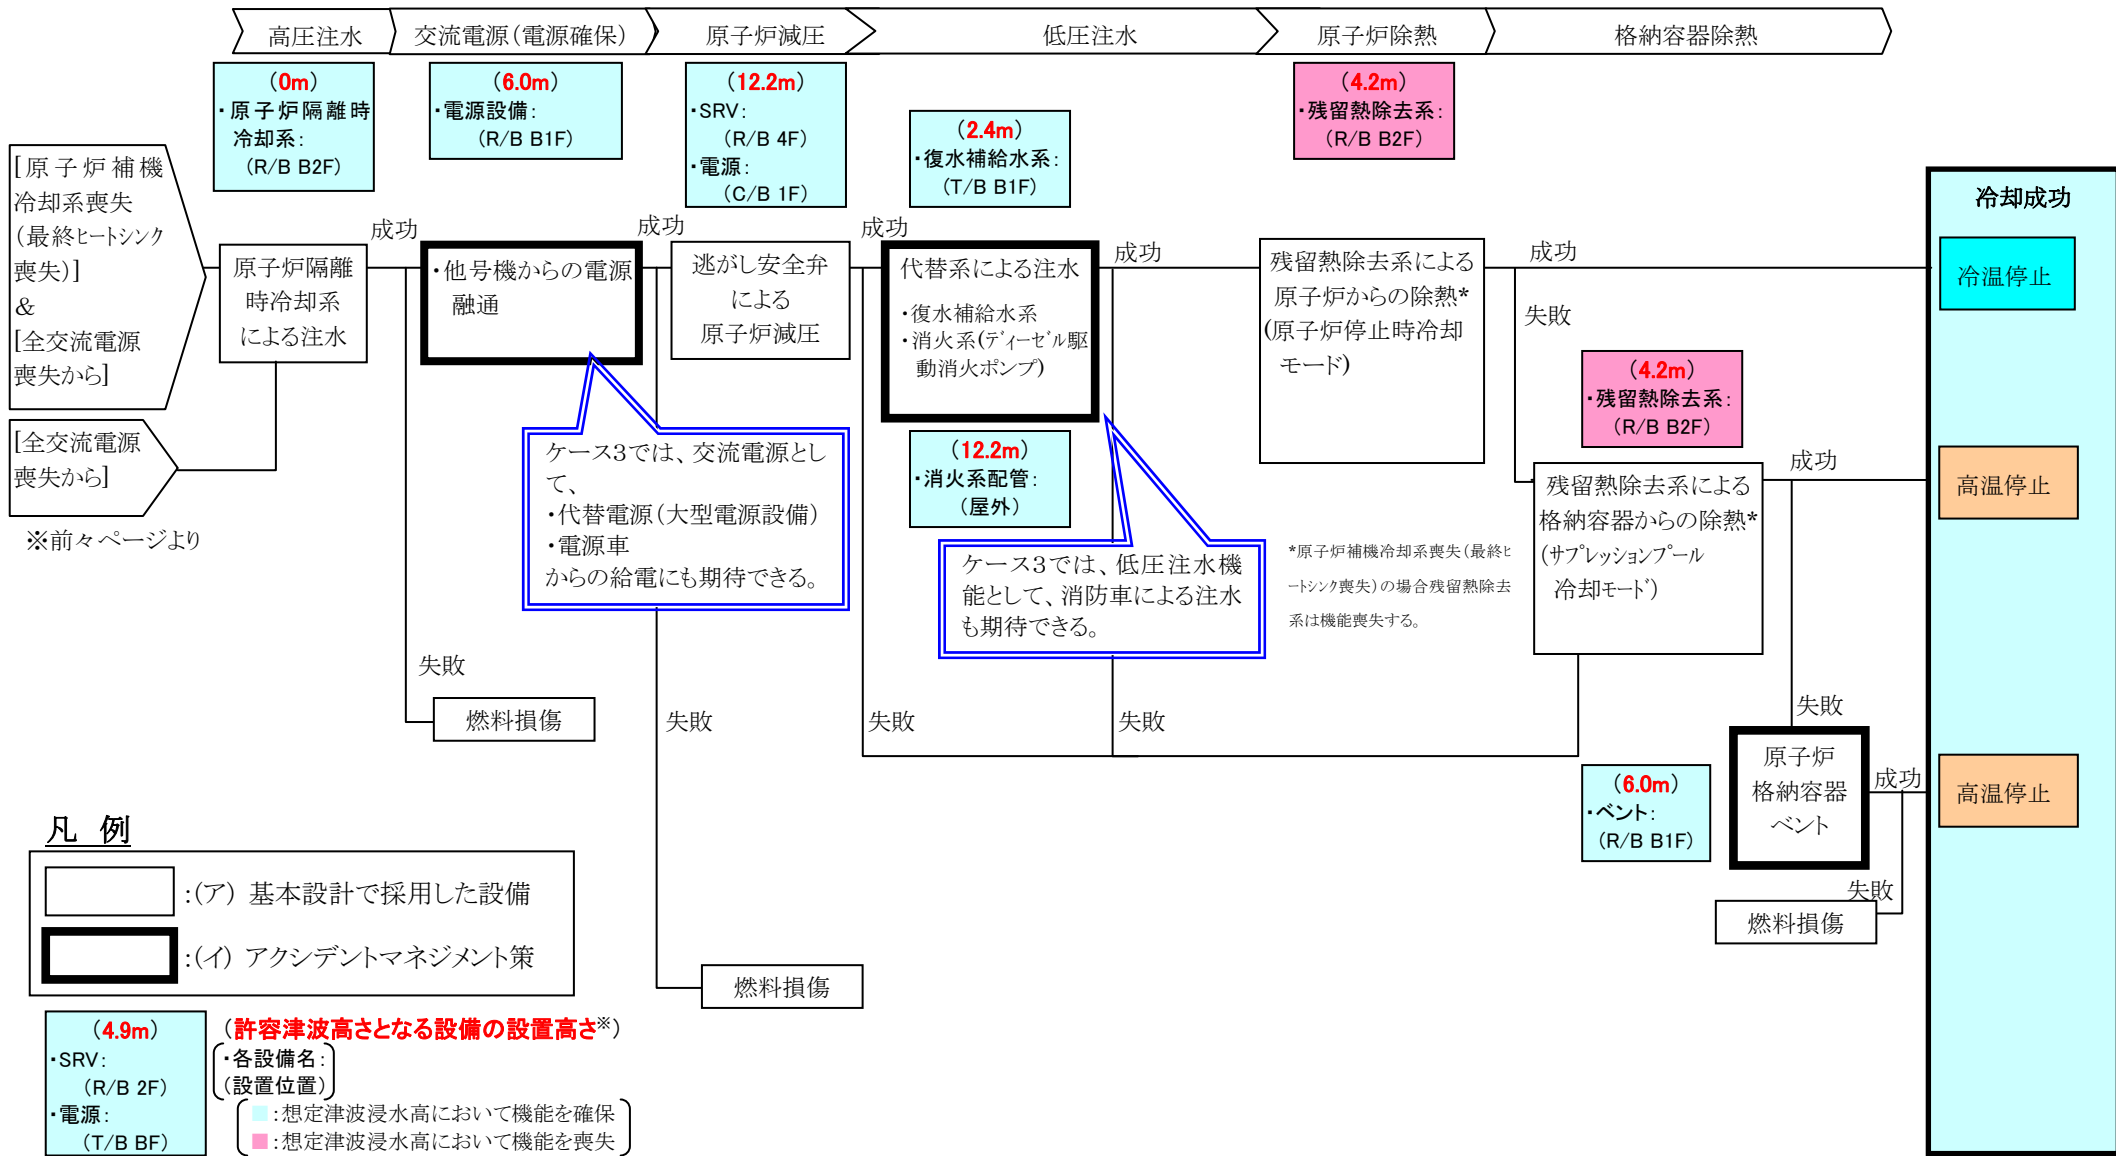 高圧注水
交流電源(電源確保)
原子炉減圧
低圧注水
原子炉除熱
格納容器除熱
(0m)
・原子炉隔離時
冷却系:
(R/B B2F)
(6.0m)
・電源設備:
(R/B B1F)
(12.2m)
・SRV:
(R/B 4F)
・電源:
(C/B 1F)
(2.4m)
・復水補給水系:
(T/B B1F)
(4.2m)
・残留熱除去系:
(R/B B2F)
[原子炉補機
冷却系喪失
(最終ヒートシンク
喪失)]
&
[全交流電源
喪失から]
[全交流電源
喪失から]
※前々ページより
原子炉隔離
時冷却系
による注水
成功
・他号機からの電源
融通
成功
逃がし安全弁
による
原子炉減圧
成功
代替系による注水
・復水補給水系
・消火系(ディーゼル駆
動消火ポンプ)
成功
残留熱除去系による
原子炉からの除熱*
(原子炉停止時冷却
モード)
成功
失敗
冷却成功
冷温停止
(4.2m)
・残留熱除去系:
(R/B B2F)
ケース3では、交流電源とし
て、
・代替電源(大型電源設備)
・電源車
からの給電にも期待できる。
(12.2m)
・消火系配管:
(屋外)
ケース3では、低圧注水機
能として、消防車による注水
も期待できる。
*原子炉補機冷却系喪失(最終ヒ
ートシンク喪失)の場合残留熱除去
系は機能喪失する。
残留熱除去系による
格納容器からの除熱*
(サプレッションプール
冷却モード)
成功
高温停止
失敗
燃料損傷
失敗
失敗
失敗
失敗
原子炉
格納容器
ベント
成功
高温停止
(6.0m)
・ベント:
(R/B B1F)
失敗
燃料損傷
燃料損傷
凡 例
:(ア) 基本設計で採用した設備
:(イ) アクシデントマネジメント策
(4.9m)
・SRV:
(R/B 2F)
・電源:
(T/B BF)
(許容津波高さとなる設備の設置高さ※)
・各設備名:
(設置位置)
:想定津波浸水高において機能を確保
:想定津波浸水高において機能を喪失